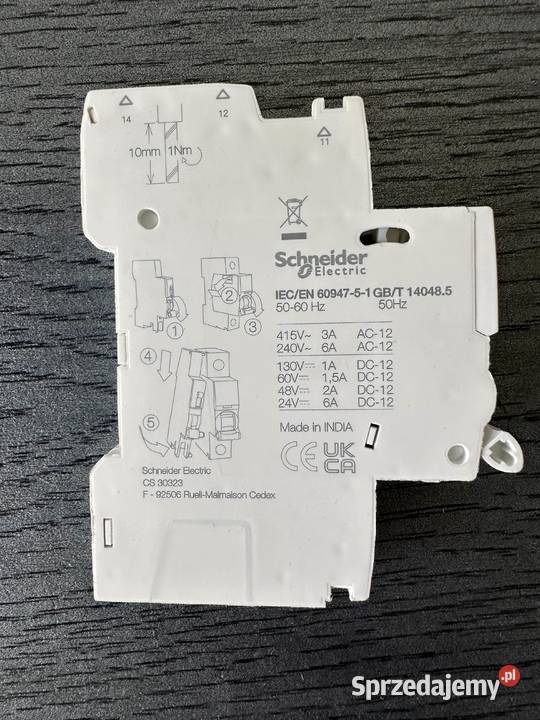 14
12
11
10mm 1Nm
Schneider
Electric
IEC/EN 60947-5-1 GB/T 14048.5
50-60 Hz 50Hz
415V~ 3A AC-12
240V~ 6A AC-12
130V⎓ 1A DC-12
60V⎓ 1,5A DC-12
48V⎓ 2A DC-12
24V⎓ 6A DC-12
1
2
3
4
5
Made in INDIA
CE UK
CA
Schneider Electric
CS 30323
F - 92506 Rueil-Malmaison Cedex
Sprzedajemy.pl